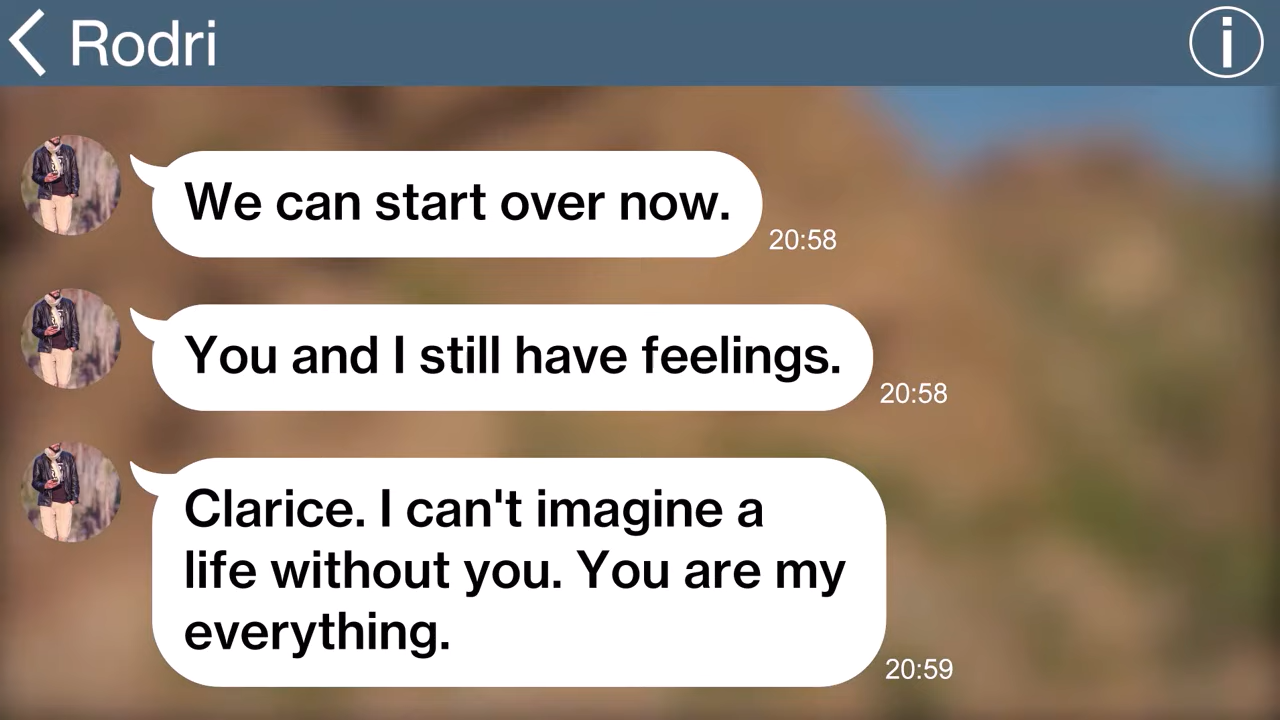 Rodri
We can start over now.
20:58
You and I still have feelings.
20:58
Clarice. I can't imagine a
life without you. You are my
everything.
20:59